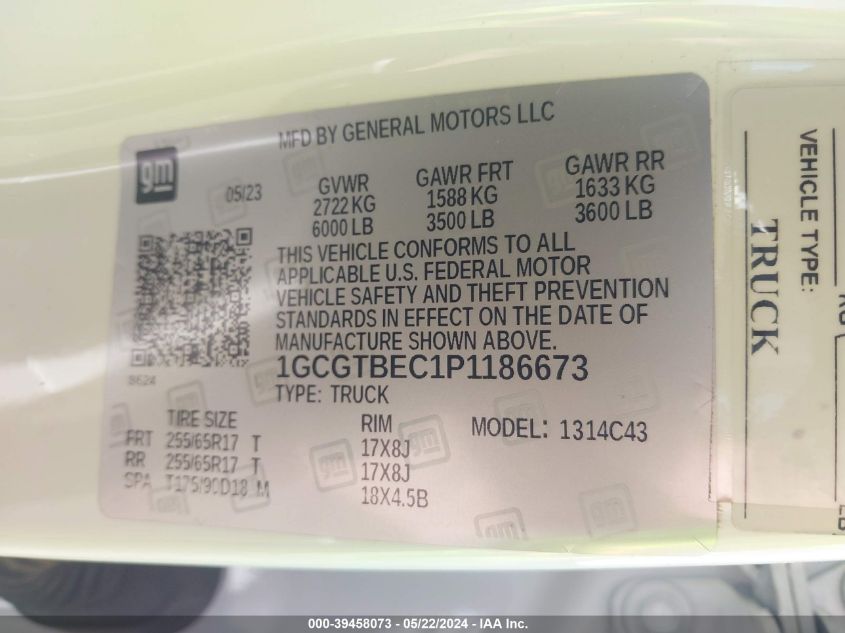 MFD BY GENERAL MOTORS LLC
gm
05/23
GVWR
2722 KG
6000 LB
GAWR FRT
1588 KG
3500 LB
GAWR RR
1633 KG
3600 LB
THIS VEHICLE CONFORMS TO ALL
APPLICABLE U.S. FEDERAL MOTOR
VEHICLE SAFETY AND THEFT PREVENTION
STANDARDS IN EFFECT ON THE DATE OF
MANUFACTURE SHOWN ABOVE.
1GCGTBEC1P1186673
S624
TYPE: TRUCK
TIRE SIZE
RIM
MODEL: 1314C43
FRT 255/65R17 T
17X8J
RR 255/65R17 T
17X8J
SPA T175/90D18 M
18X4.5B
VEHICLE TYPE:
TRUCK
000-39458073 - 05/22/2024 - IAA Inc.